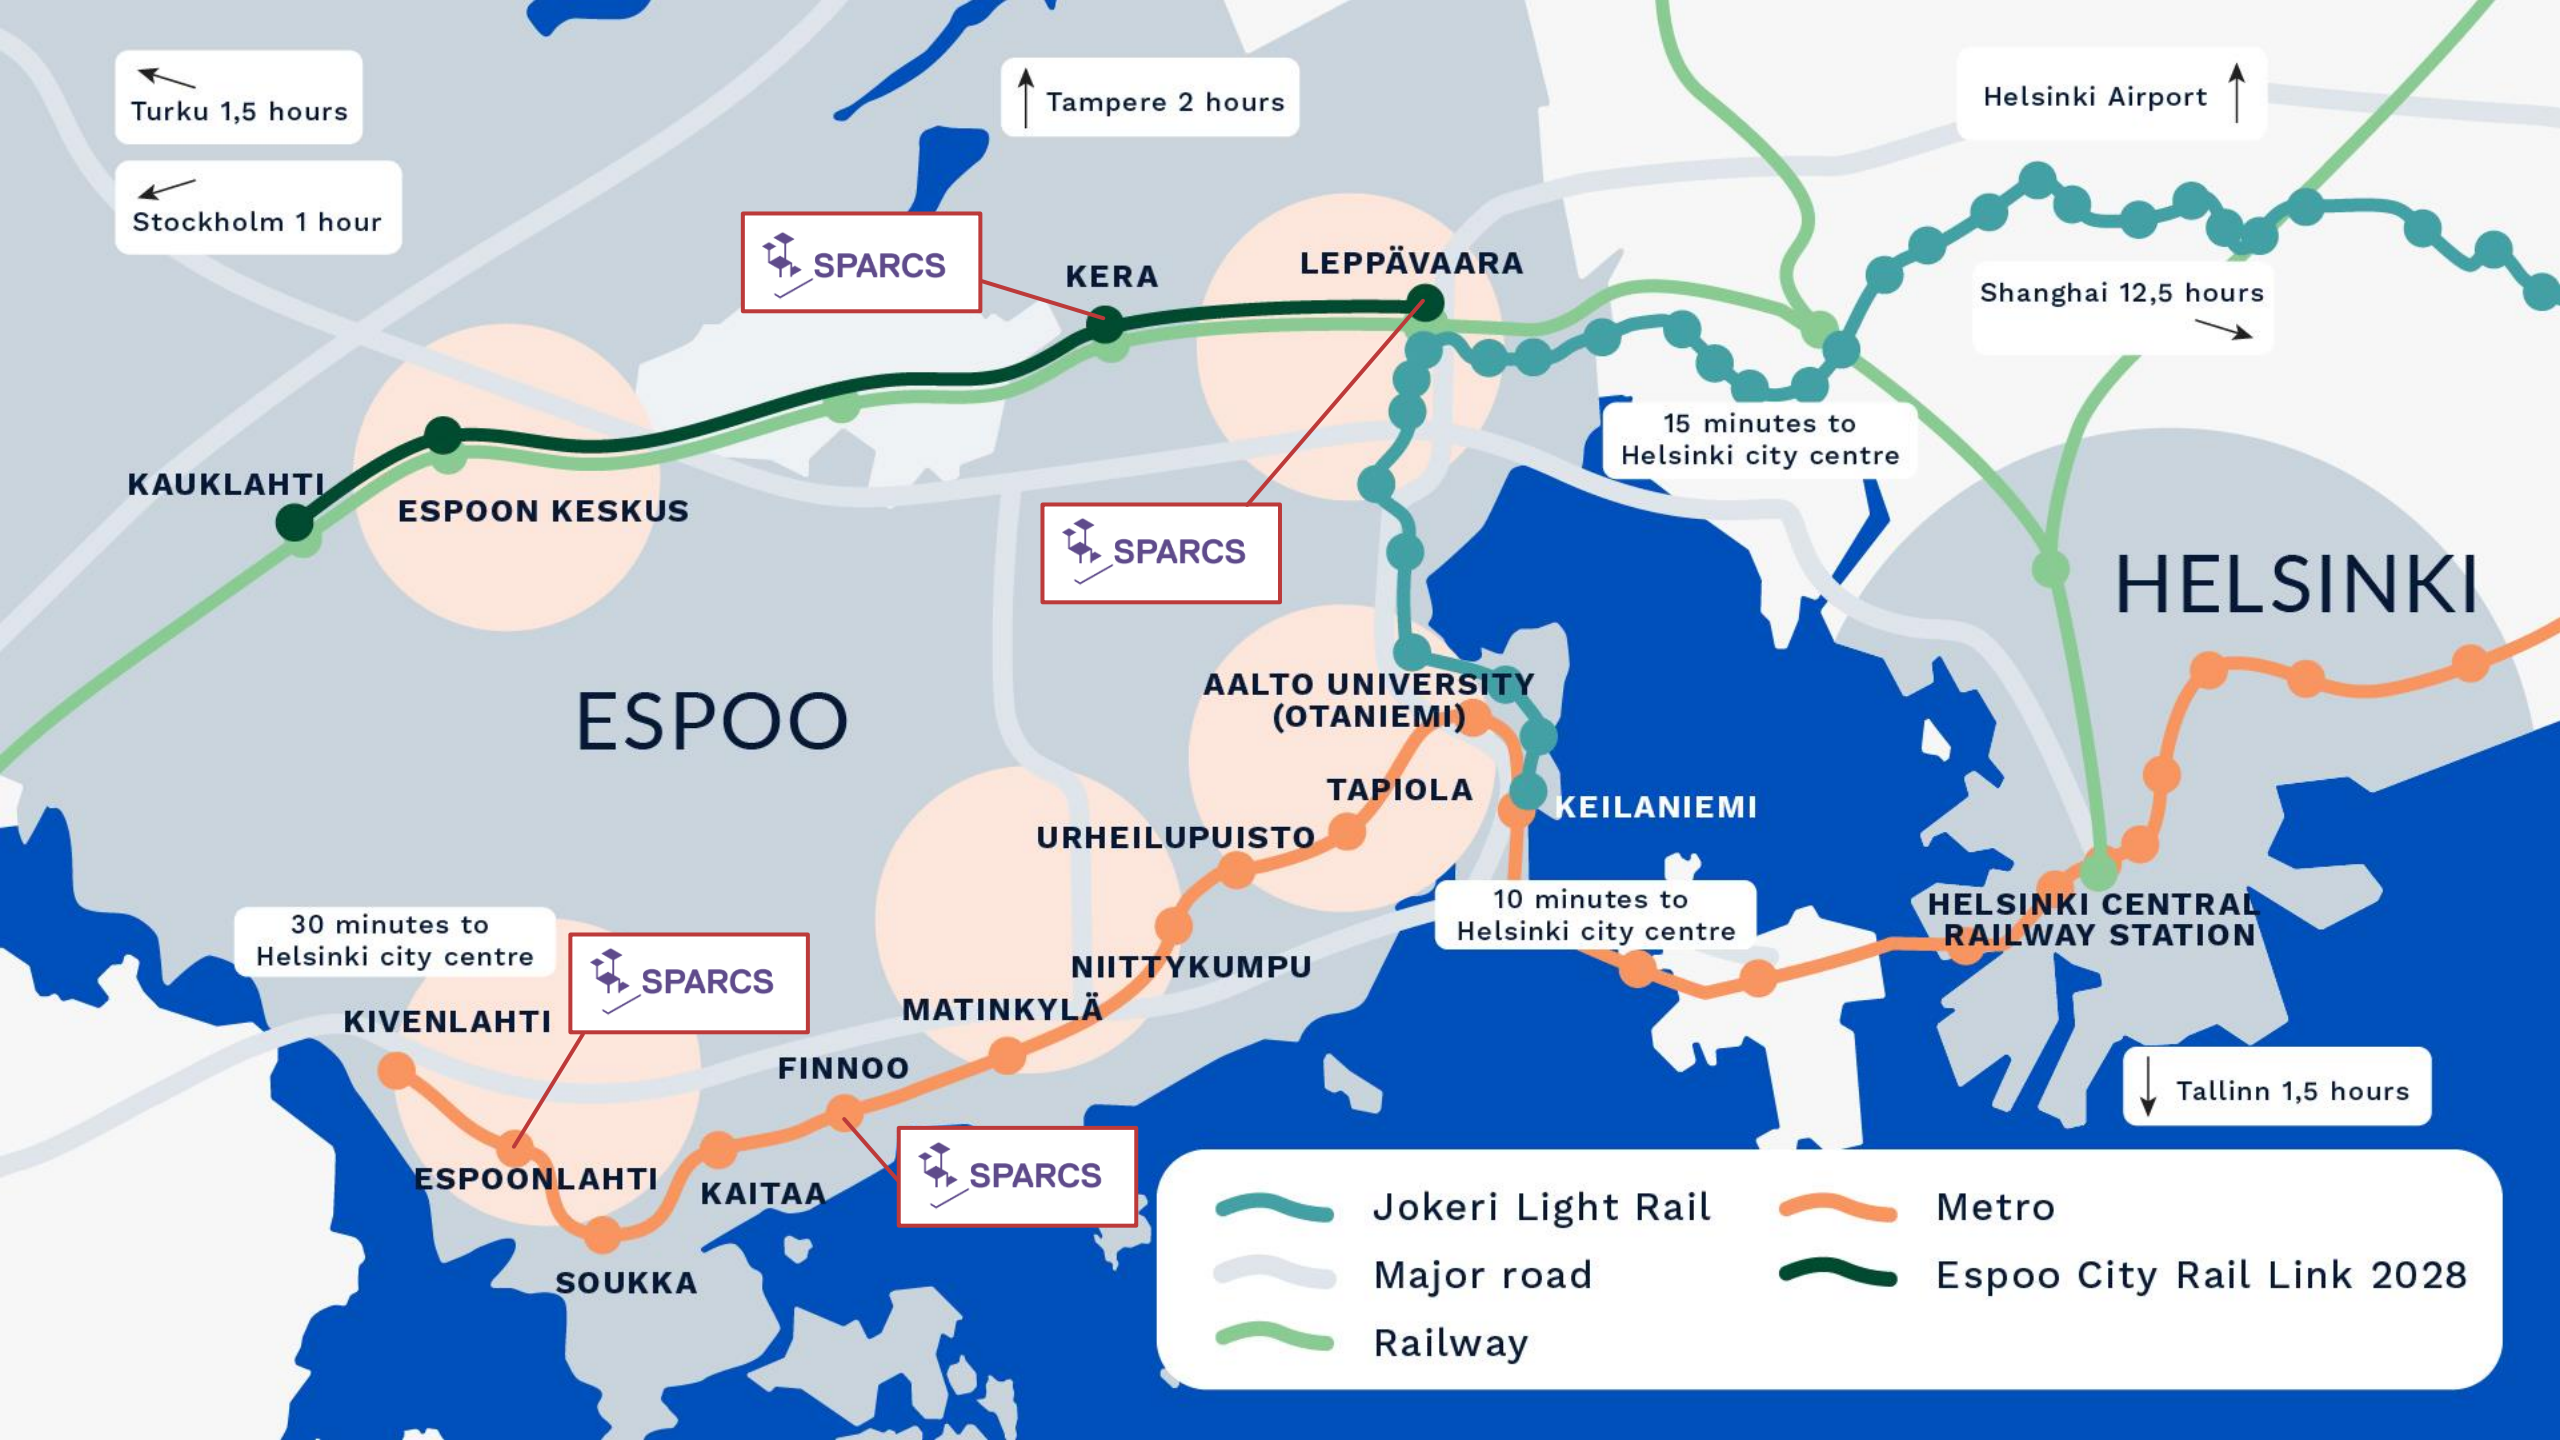 Turku 1,5 hours
Stockholm 1 hour
Tampere 2 hours
Helsinki Airport
SPARCS
KERA
LEPPÄVAARA
Shanghai 12,5 hours
15 minutes to
Helsinki city centre
KAUKLAHTI
ESPOON KESKUS
SPARCS
HELSINKI
ESPOO
AALTO UNIVERSITY
(OTANIEMI)
TAPIOLA
KEILANIEMI
URHEILUPUISTO
10 minutes to
Helsinki city centre
HELSINKI CENTRAL
RAILWAY STATION
30 minutes to
Helsinki city centre
SPARCS
NIITTYKUMPU
MATINKYLÄ
KIVENLAHTI
FINNOO
Tallinn 1,5 hours
ESPOONLAHTI
KAITAA
SPARCS
SOUKKA
Jokeri Light Rail
Major road
Railway
Metro
Espoo City Rail Link 2028